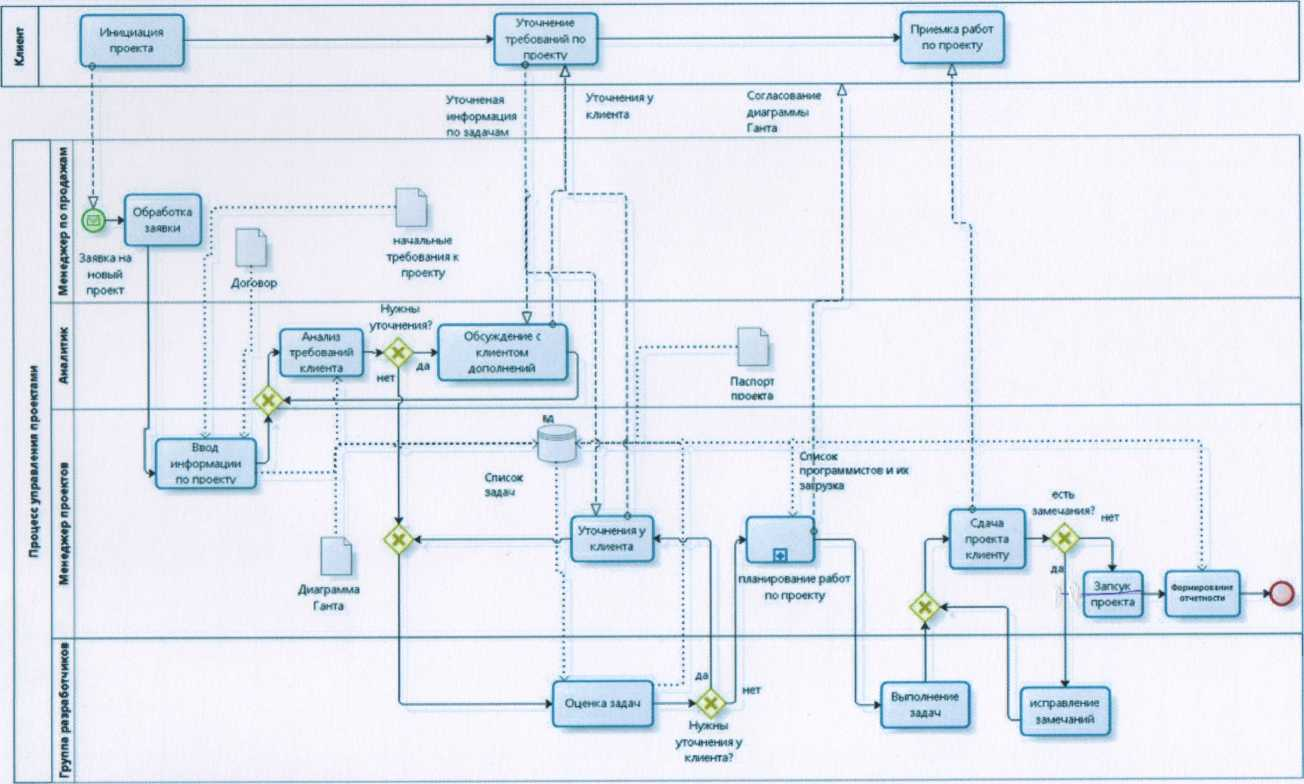 Клиент
Инициация
проекта
Уточнение
требований по
проекту
Приемка работ
по проекту
Уточненая
информация
по задачам
Уточнения у
клиента
Согласование
диаграммы
Ганта
Процесс управления проектами
Менеджер по продажам
Обработка
заявки
Заявка на
новый
проект
Договор
начальные
требования к
проекту
Аналитик
Анализ
требований
клиента
Нужны
уточнения?
да
нет
Обсуждение с
клиентом
дополнений
Паспорт
проекта
Менеджер проектов
Ввод
информации
по проекту
БД
Список
задач
Список
программистов и их
загрузка
Диаграмма
Ганта
Уточнения у
клиента
планирование работ
по проекту
Сдача
проекта
клиенту
есть
замечания?
нет
да
Запсук
проекта
Формирование
отчетности
Группа разработчиков
Оценка задач
да
нет
Нужны
уточнения у
клиента?
Выполнение
задач
исправление
замечаний